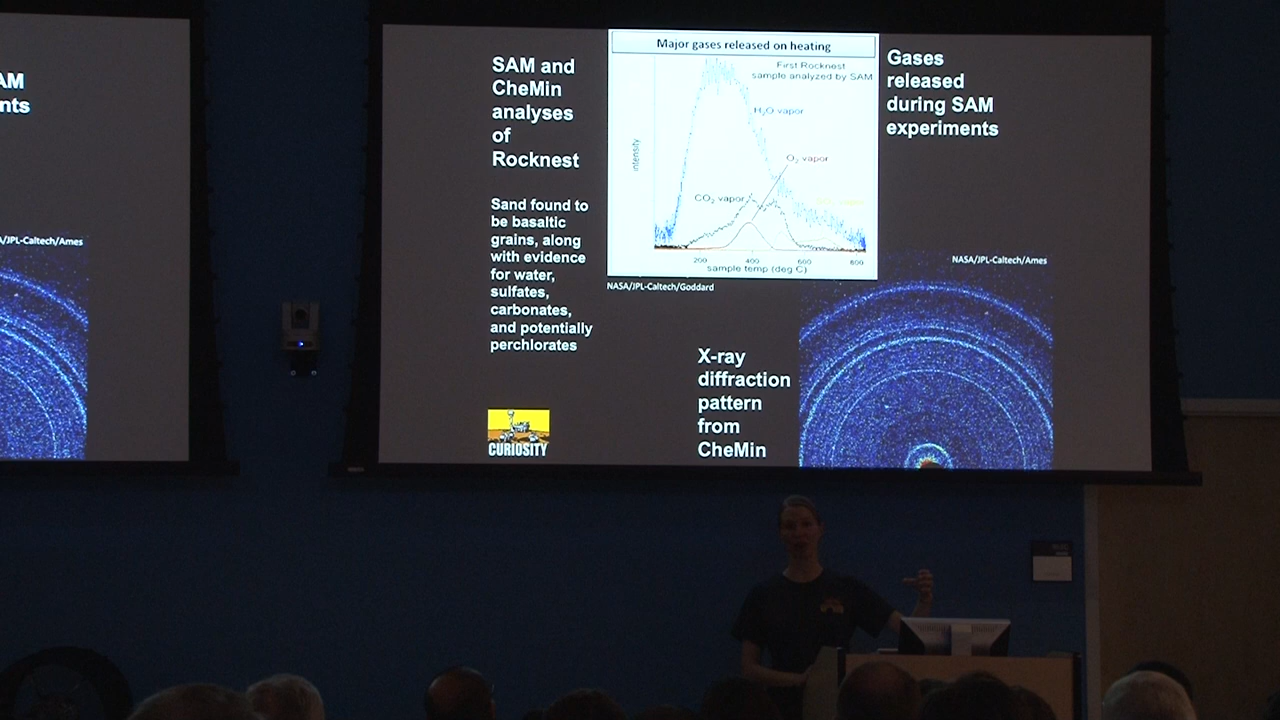 AM
nts
A/JPL-Caltech/Ames
SAM and
CheMin
analyses
of
Rocknest
Sand found to
be basaltic
grains, along
with evidence
for water,
sulfates,
carbonates,
and potentially
perchlorates
CURIOSITY
Major gases released on heating
First Rocknest
sample analyzed by SAM
H2O vapor
O2 vapor
CO2 vapor
intensity
200 400 600 800
sample temp (deg C)
NASA/JPL-Caltech/Goddard
Gases
released
during SAM
experiments
NASA/JPL-Caltech/Ames
X-ray
diffraction
pattern
from
CheMin